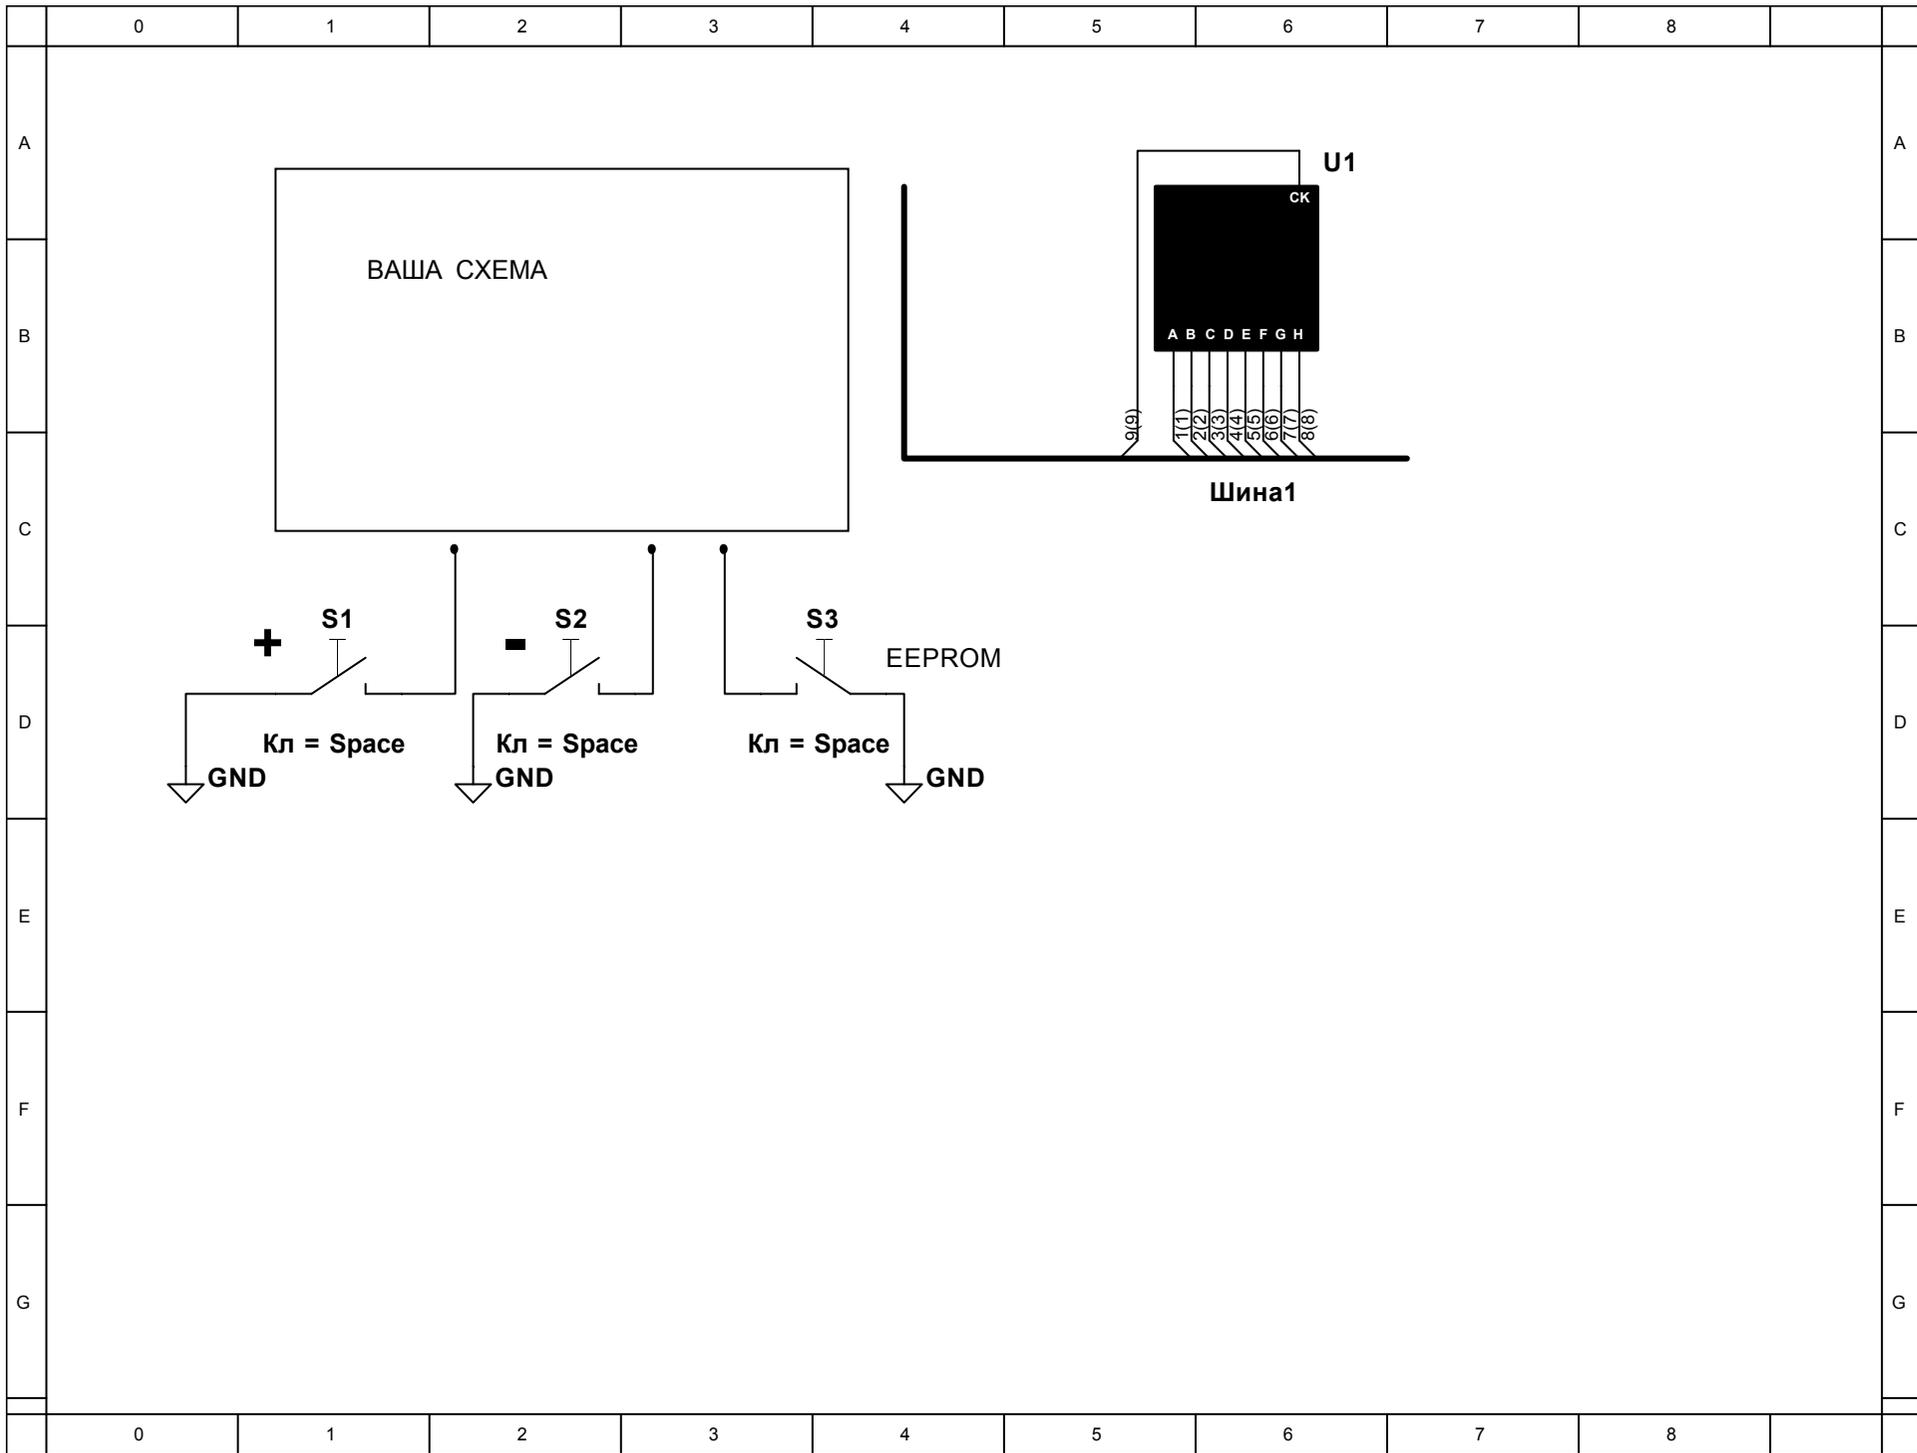 0 1 2 3 4 5 6 7 8
A A
U1
CK
ВАША СХЕМА
B B
A B C D E F G H
9(9) 1(1) 2(2) 3(3) 4(4) 5(5) 6(6) 7(7) 8(8)
Шина1
C C
S1 S2 S3
+ -
EEPROM
D D
Кл = Space Кл = Space Кл = Space
GND GND GND
E E
F F
G G
0 1 2 3 4 5 6 7 8